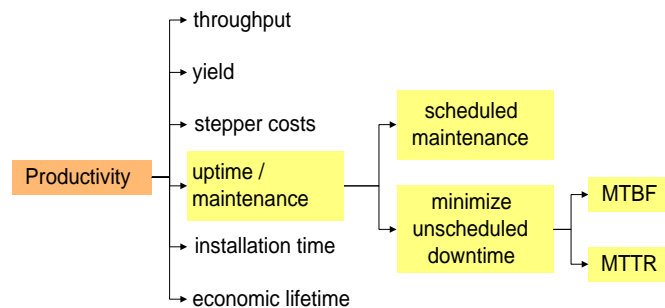 throughput
yield
stepper costs
Productivity
uptime /
maintenance
installation time
economic lifetime
scheduled
maintenance
minimize
unscheduled
downtime
MTBF
MTTR